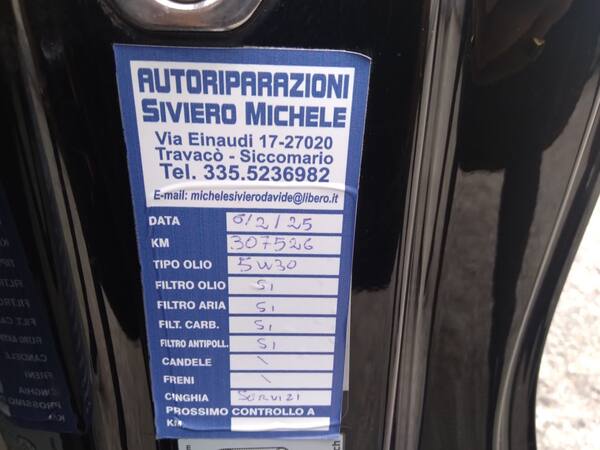 AUTORIPARAZIONI
SIVIERO MICHELE
Via Einaudi 17-27020
Travacò - Siccomario
Tel. 335.5236982
E-mail: michelesivierodavide@libero.it
DATA 6/2/25
KM 307526
TIPO OLIO 5W30
FILTRO OLIO SI
FILTRO ARIA SI
FILT. CARB. SI
FILTRO ANTIPOLL. SI
CANDELE \
FRENI \
CINGHIA SERVIZI
PROSSIMO CONTROLLO A
KM